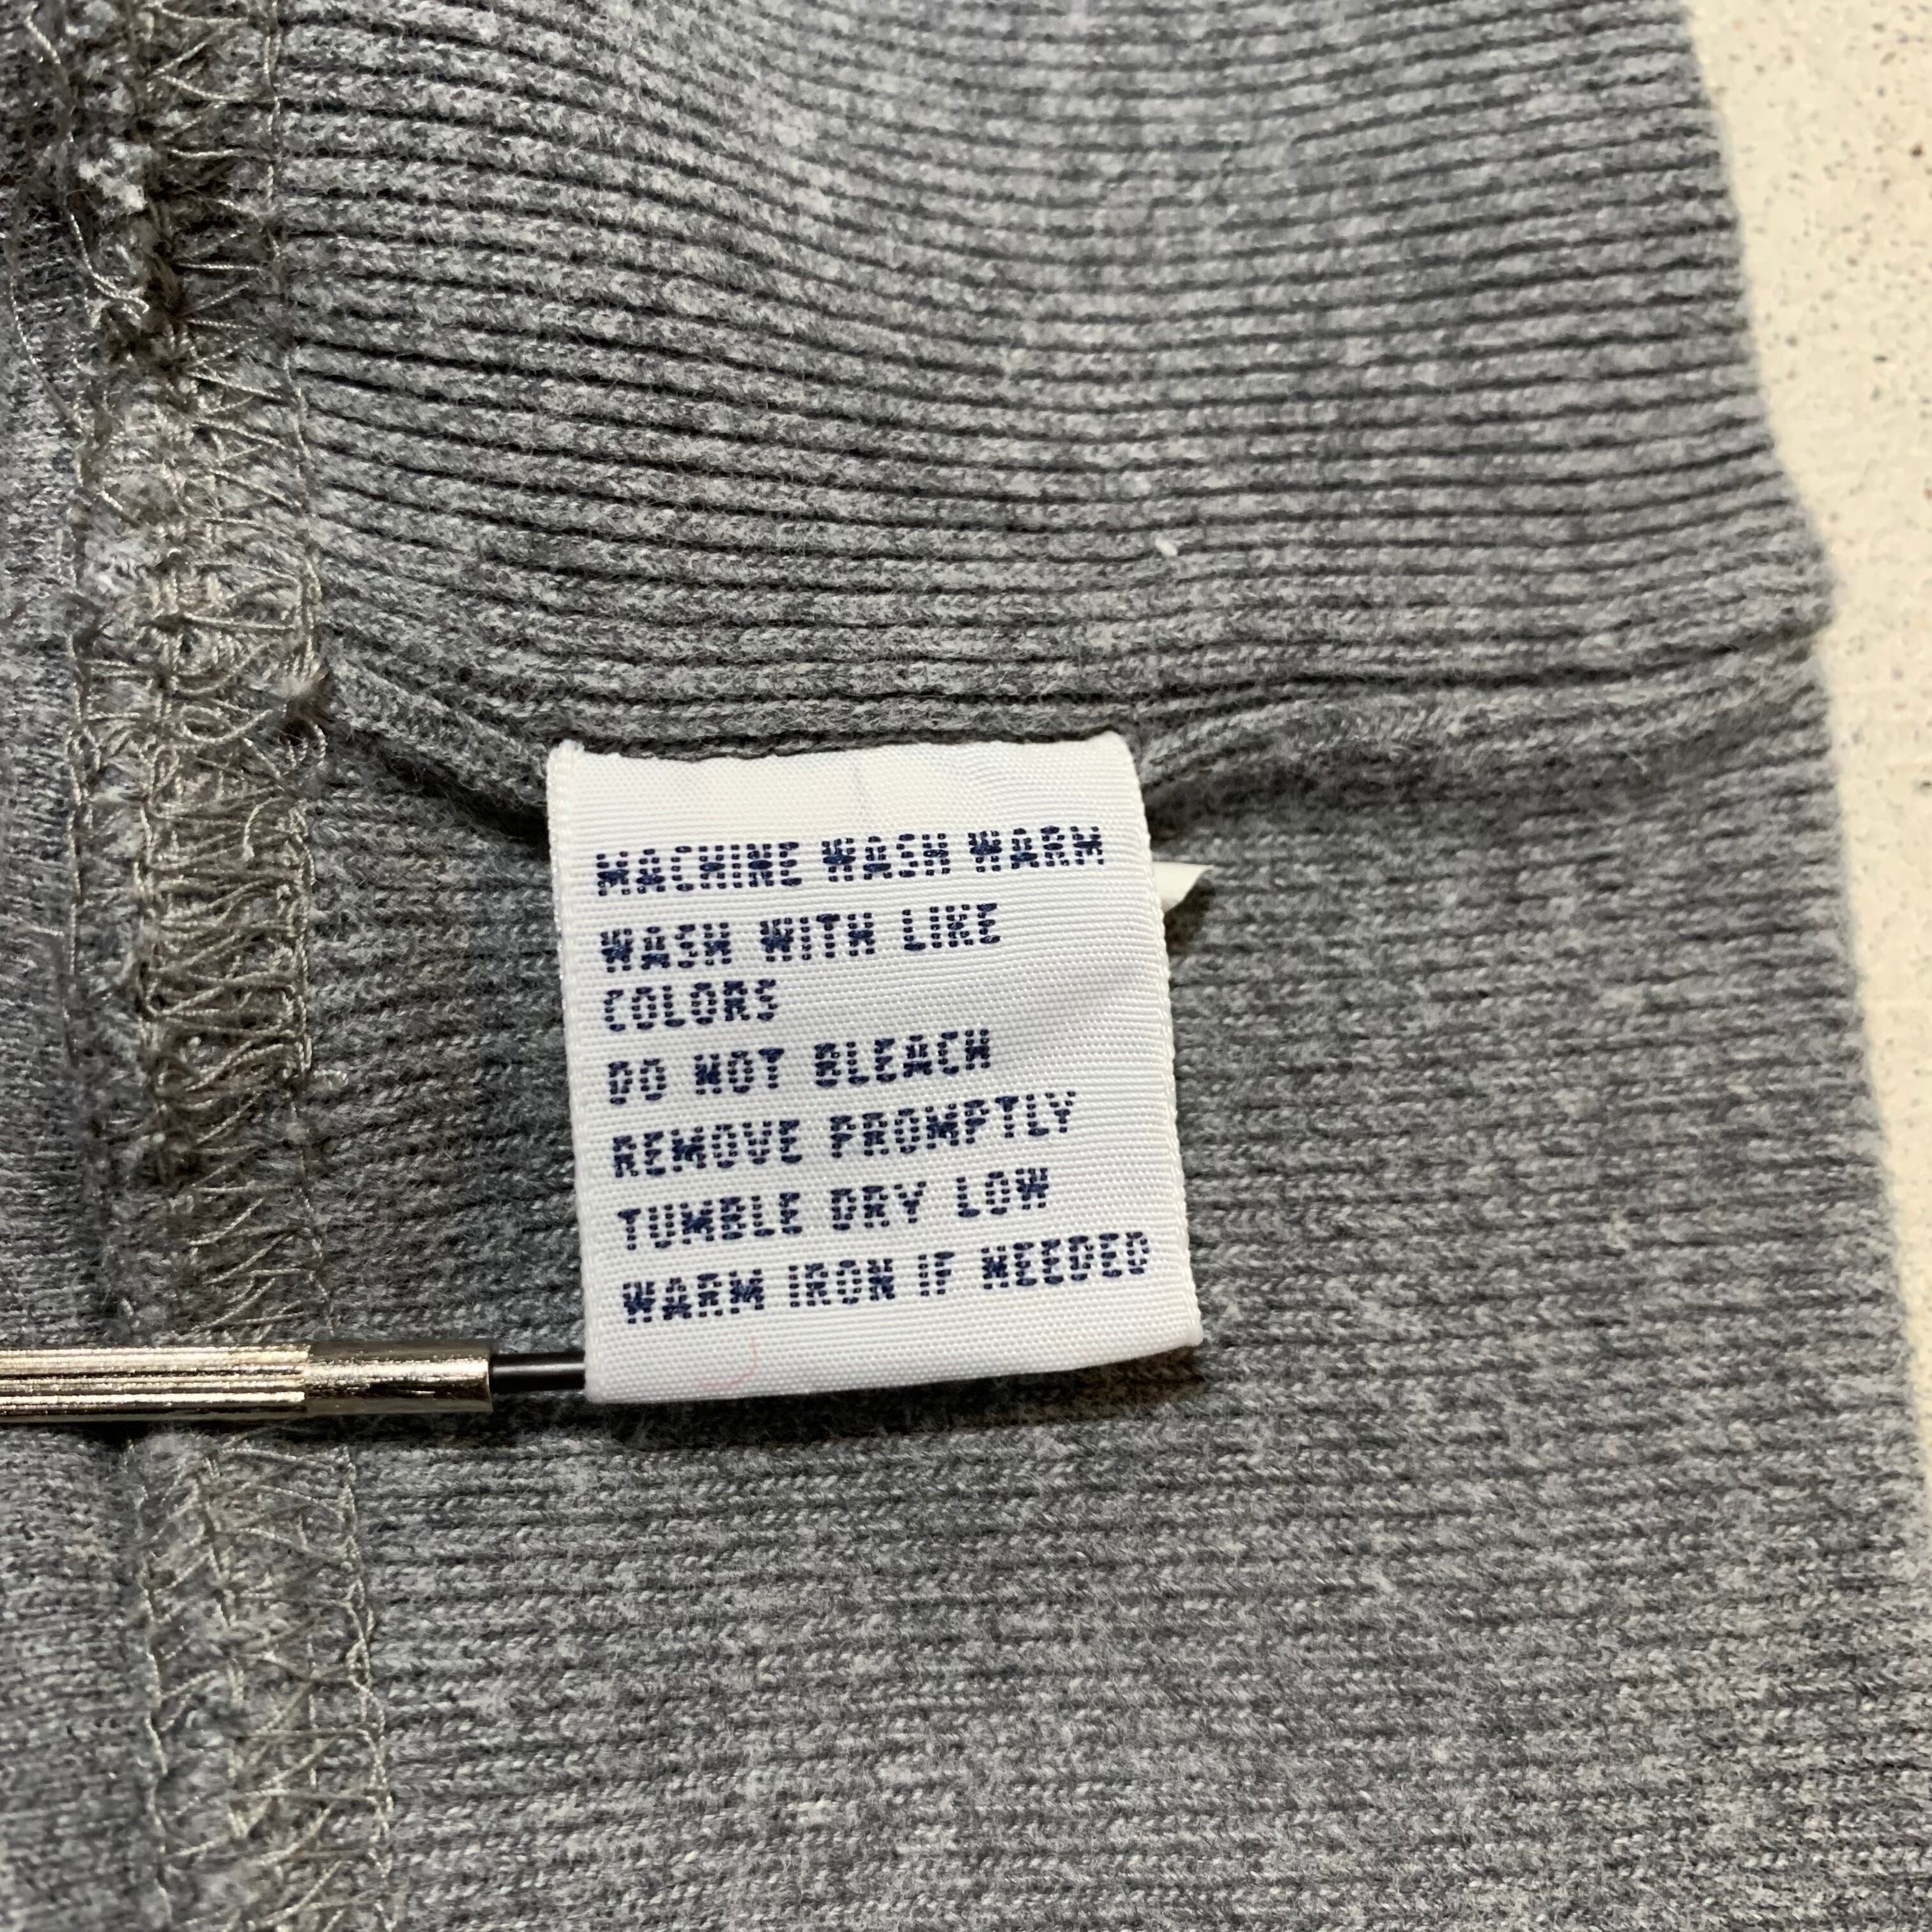 MACHINE WASH WARM
WASH WITH LIKE
COLORS
DO NOT BLEACH
REMOVE PROMPTLY
TUMBLE DRY LOW
WARM IRON IF NEEDED